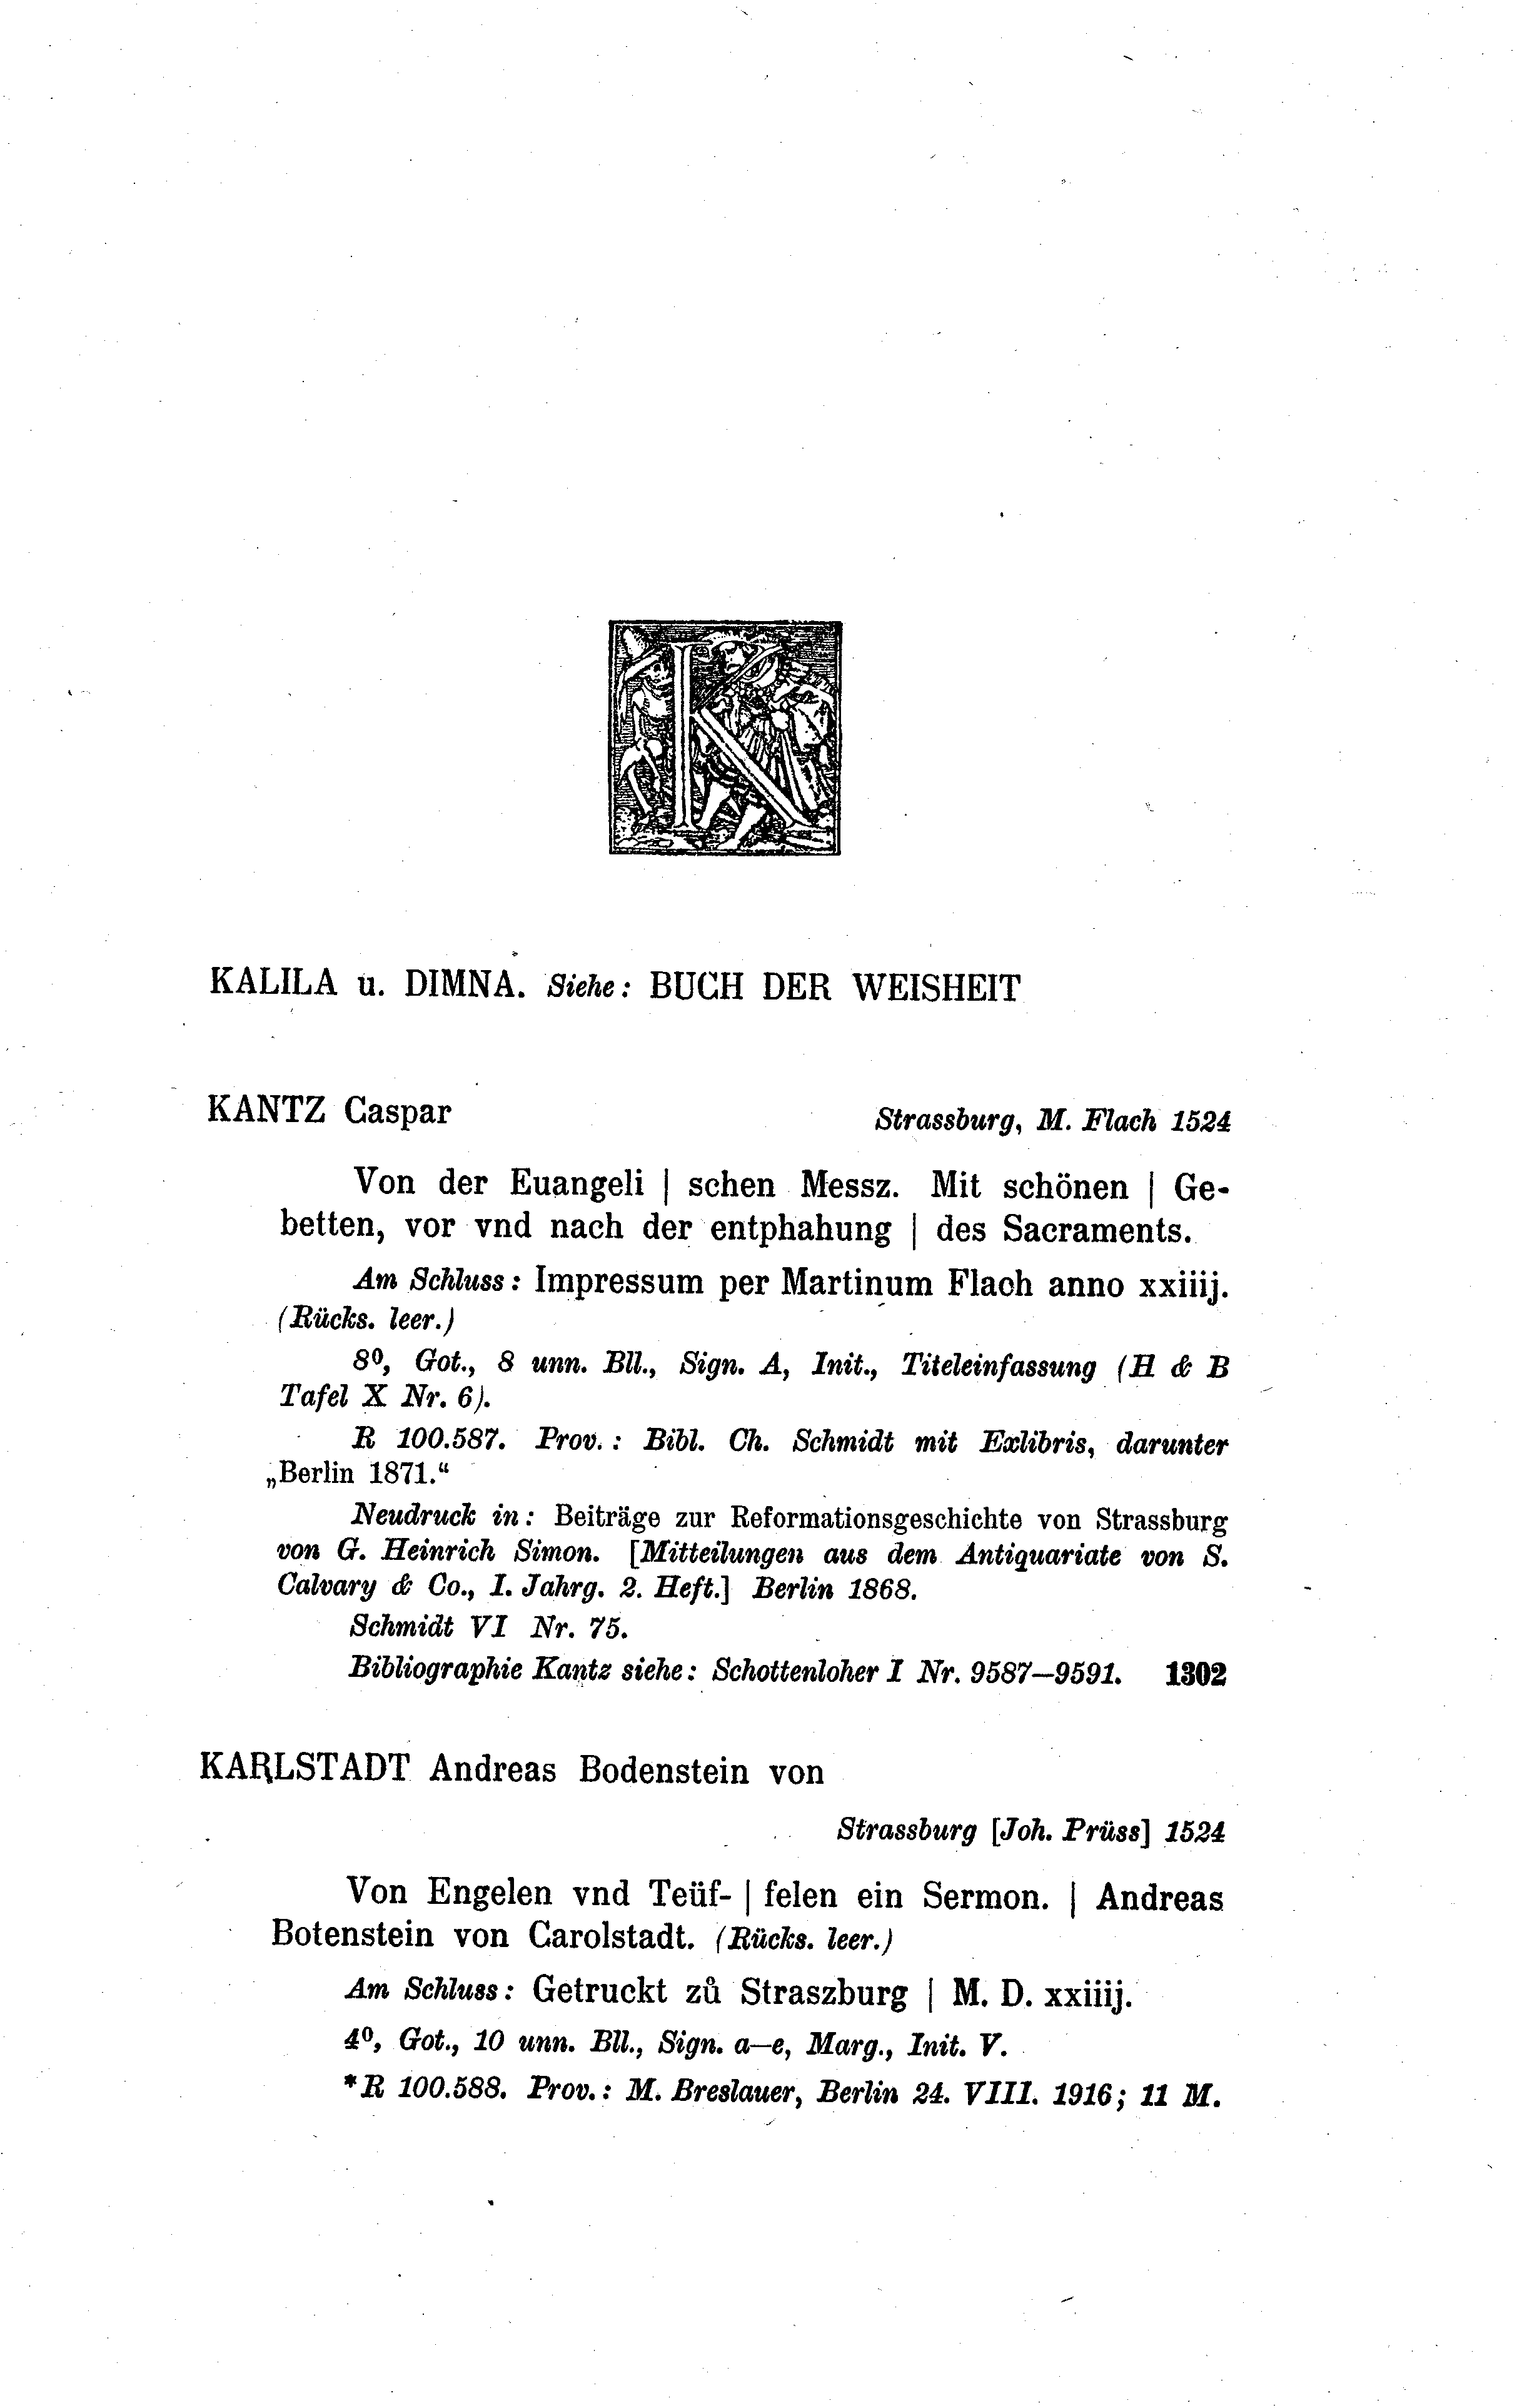 K
KALILA u. DIMNA. Siehe: BUCH DER WEISHEIT
KANTZ Caspar
Strassburg, M. Flach 1524
Von der Euangeli | schen Messz. Mit schönen | Ge-
betten, vor vnd nach der entphahung | des Sacraments.
Am Schluss: Impressum per Martinum Flach anno xxiiij.
(Rücks. leer.)
8⁰, Got., 8 unn. Bll., Sign. A, Init., Titeleinfassung (H & B
Tafel X Nr. 6).
R 100.587. Prov.: Bibl. Ch. Schmidt mit Exlibris, darunter
„Berlin 1871.“
Neudruck in: Beiträge zur Reformationsgeschichte von Strassburg
von G. Heinrich Simon. [Mitteilungen aus dem Antiquariate von S.
Calvary & Co., I. Jahrg. 2. Heft.] Berlin 1868.
Schmidt VI Nr. 75.
Bibliographie Kantz siehe: Schottenloher I Nr. 9587—9591. 1302
KARLSTADT Andreas Bodenstein von
Strassburg [Joh. Prüss] 1524
Von Engelen vnd Teüf- | felen ein Sermon. | Andreas
Botenstein von Carolstadt. (Rücks. leer.)
Am Schluss: Getruckt zů Straszburg | M. D. xxiiij.
4⁰, Got., 10 unn. Bll., Sign. a—e, Marg., Init. V.
*R 100.588. Prov.: M. Breslauer, Berlin 24. VIII. 1916; 11 M.